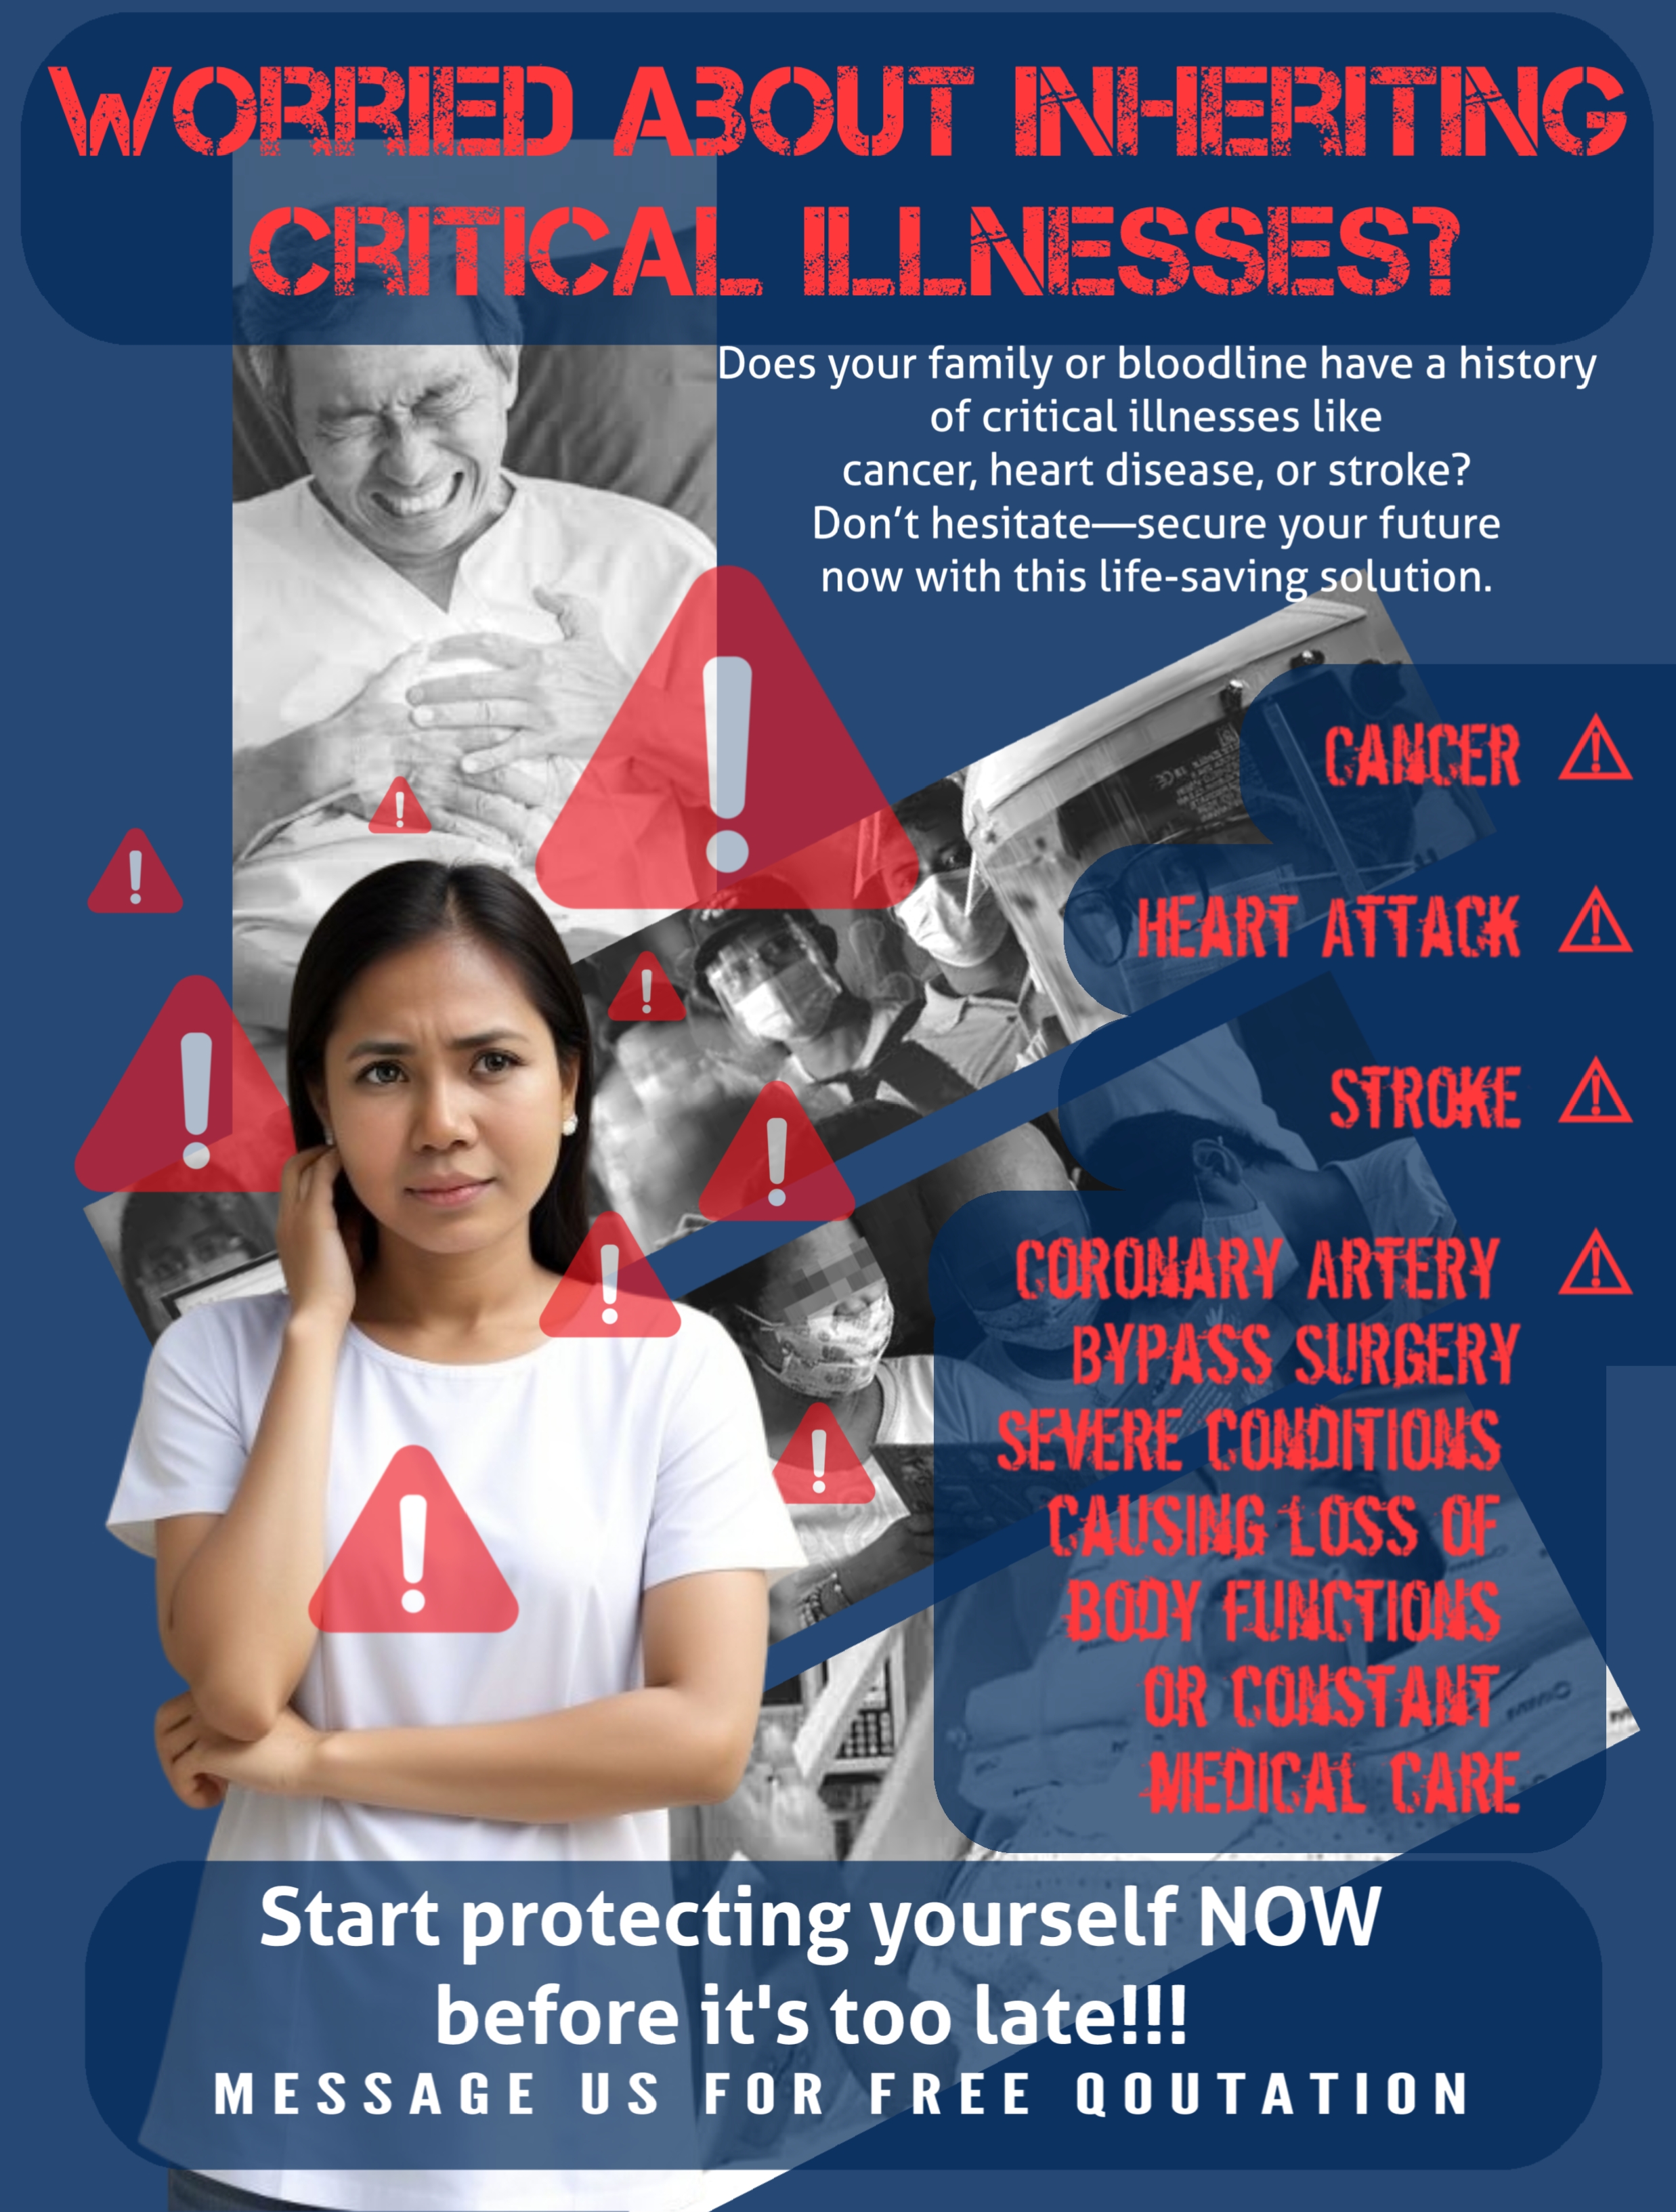 WORRIED ABOUT INHERITING
CRITICAL ILLNESSES?
Does your family or bloodline have a history
of critical illnesses like
cancer, heart disease, or stroke?
Don't hesitate—secure your future
now with this life-saving solution.
CANCER
HEART ATTACK
STROKE
CORONARY ARTERY
BYPASS SURGERY
SEVERE CONDITIONS
CAUSING LOSS OF
BODY FUNCTIONS
OR CONSTANT
MEDICAL CARE
Start protecting yourself NOW
before it's too late!!!
MESSAGE US FOR FREE QOUTATION